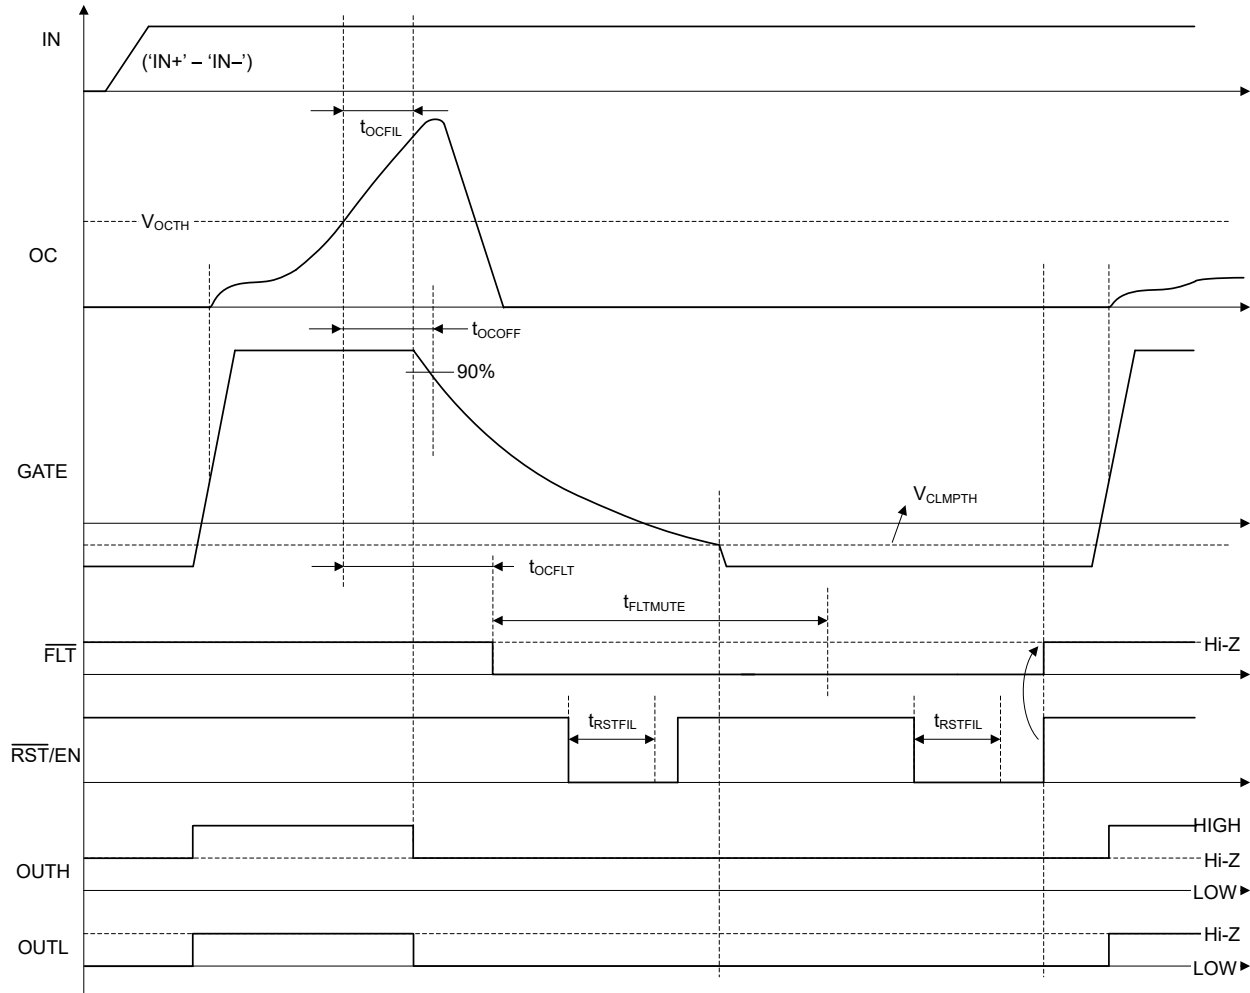 IN
(‘IN+’ – ‘IN–’)
tOCFIL
VOCTH
OC
tOCOFF
90%
GATE
VCLMPTH
tOCFLT
tFLTMUTE
FLT
Hi-Z
tRSTFIL
tRSTFIL
RST/EN
HIGH
OUTH
Hi-Z
LOW
OUTL
Hi-Z
LOW